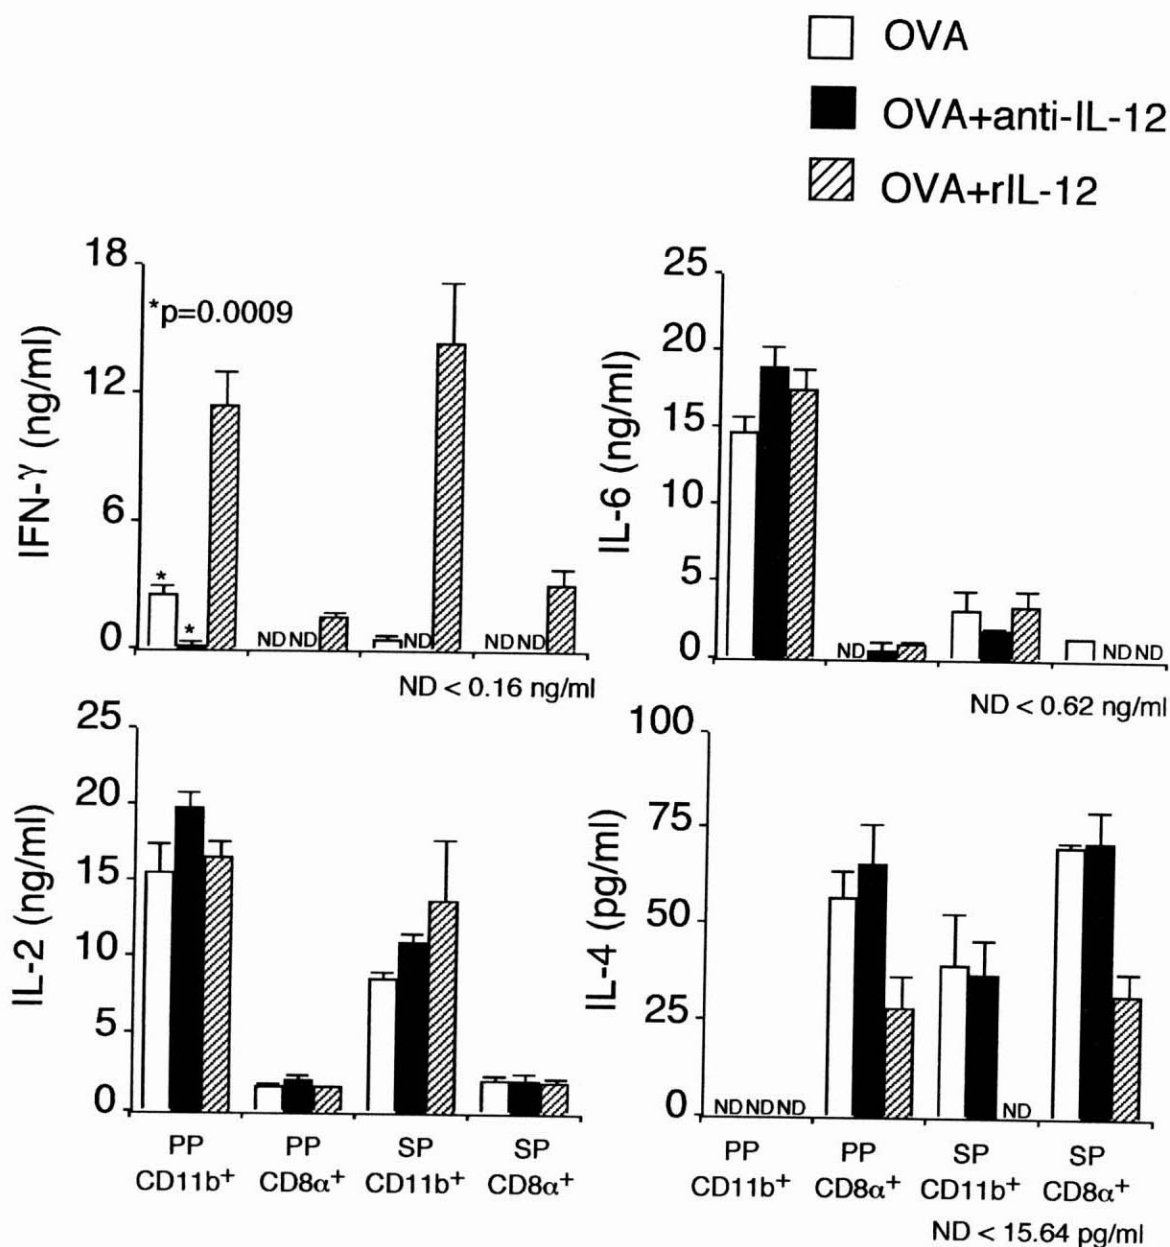 OVA
OVA+anti-IL-12
OVA+rIL-12
18
12
6
0
IFN-γ (ng/ml)
*p=0.0009
*
*
ND ND
ND
ND ND
ND < 0.16 ng/ml
25
20
15
10
5
0
IL-6 (ng/ml)
ND
ND ND
ND < 0.62 ng/ml
25
20
15
10
5
0
IL-2 (ng/ml)
PP
CD11b+
PP
CD8α+
SP
CD11b+
SP
CD8α+
100
75
50
25
0
IL-4 (pg/ml)
ND ND ND
ND
PP
CD11b+
PP
CD8α+
SP
CD11b+
SP
CD8α+
ND < 15.64 pg/ml